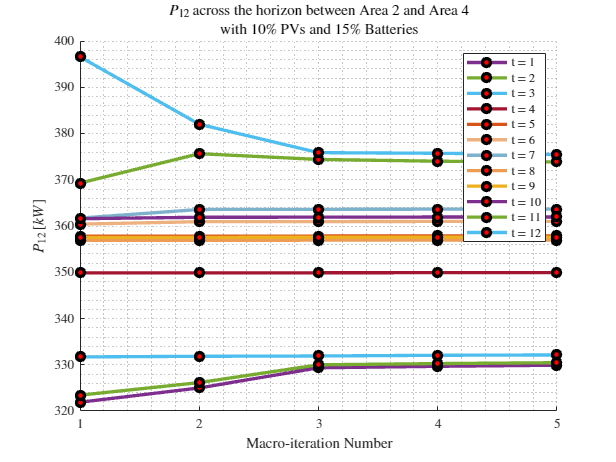 P₁₂ across the horizon between Area 2 and Area 4
with 10% PVs and 15% Batteries
400
390
380
370
360
350
340
330
320
P₁₂ [kW]
t = 1
t = 2
t = 3
t = 4
t = 5
t = 6
t = 7
t = 8
t = 9
t = 10
t = 11
t = 12
1
2
3
4
5
Macro-iteration Number